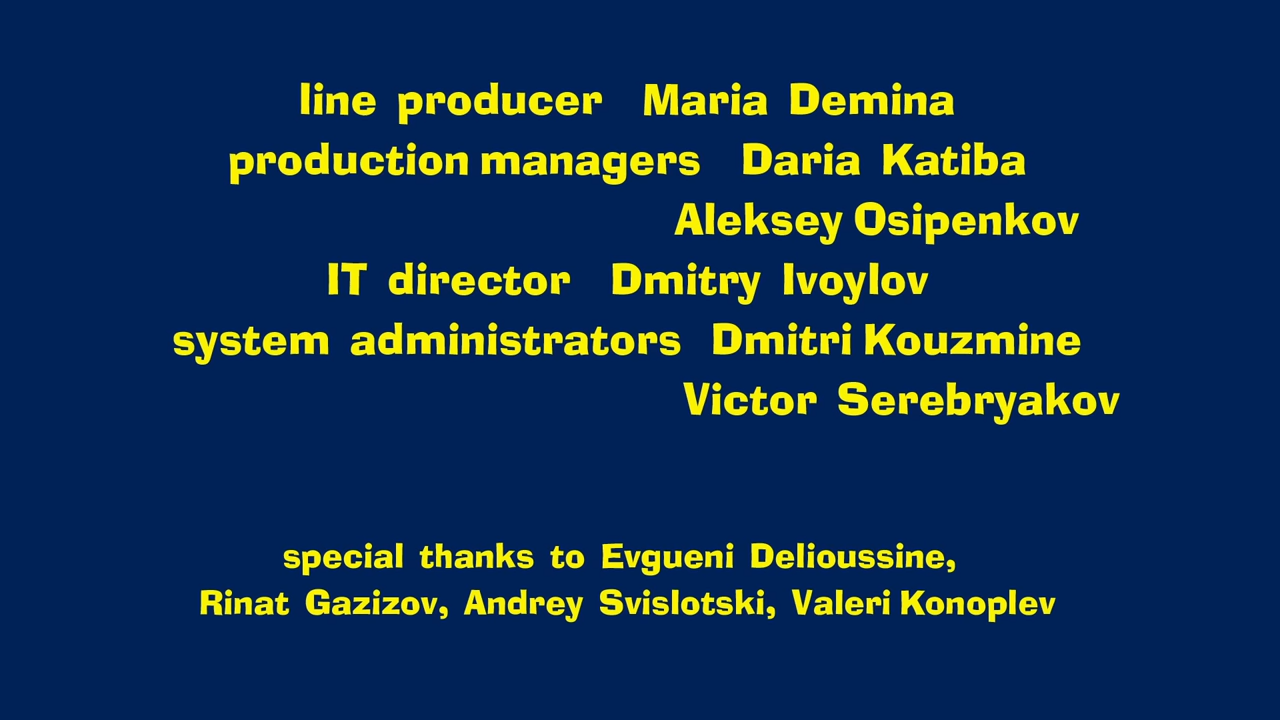 line producer Maria Demina
production managers Daria Katiba
Aleksey Osipenkov
IT director Dmitry Ivoylov
system administrators Dmitri Kouzmine
Victor Serebryakov
special thanks to Evgueni Delioussine,
Rinat Gazizov, Andrey Svislotski, Valeri Konoplev